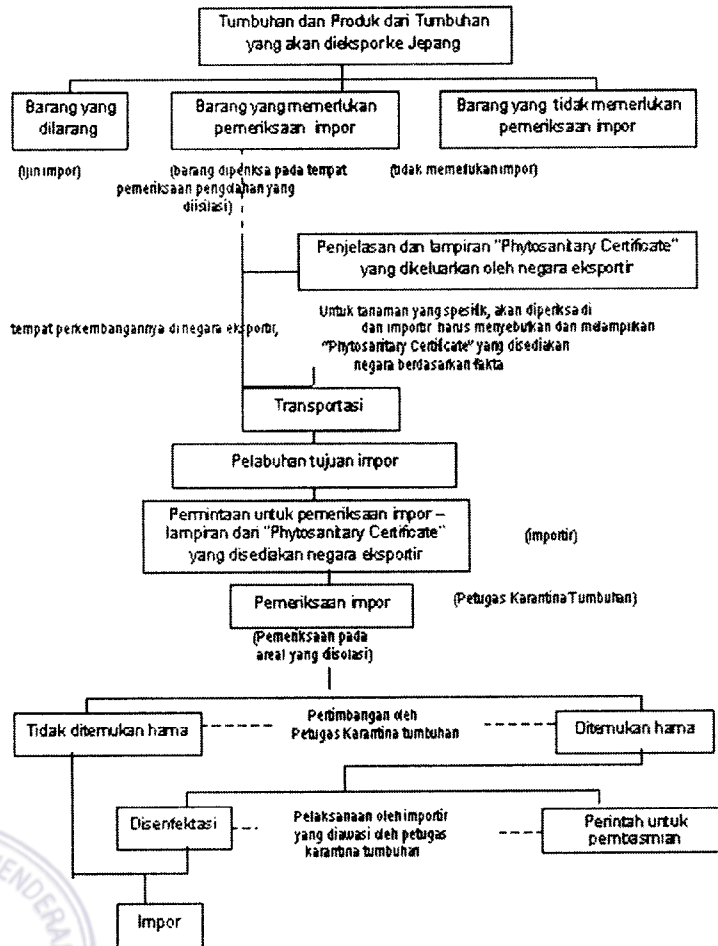 Tumbuhan dan Produk dari Tumbuhan
yang akan diekspor ke Jepang
Barang yang
dilarang
Barang yang memerlukan
pemeriksaan impor
Barang yang tidak memerlukan
pemeriksaan impor
(ijin impor)
(barang diperiksa pada tempat
pemeriksaan pengolahan yang
diisilasi)
(tidak memerlukan impor)
Penjelasan dan lampiran "Phytosanitary Certificate"
yang dikeluarkan oleh negara eksportir
tempat perkembangannya di negara eksportir,
Untuk tanaman yang spesifik, akan diperiksa di
dan importir harus menyebutkan dan melampirkan
"Phytosanitary Certifcate" yang disediakan
negara berdasarkan fakta
Transportasi
Pelabuhan tujuan impor
Permintaan untuk pemeriksaan impor –
lampiran dari "Phytosanitary Certificate"
yang disediakan negara eksportir
(importir)
Pemeriksaan impor
(Petugas Karantina Tumbuhan)
(Pemeriksaan pada
areal yang disolasi)
Tidak ditemukan hama
Pertimbangan oleh
Petugas Karantina tumbuhan
Ditemukan hama
Disenfektasi
Pelaksanaan oleh importir
yang diawasi oleh petugas
karantina tumbuhan
Perintah untuk
pembasmian
Impor